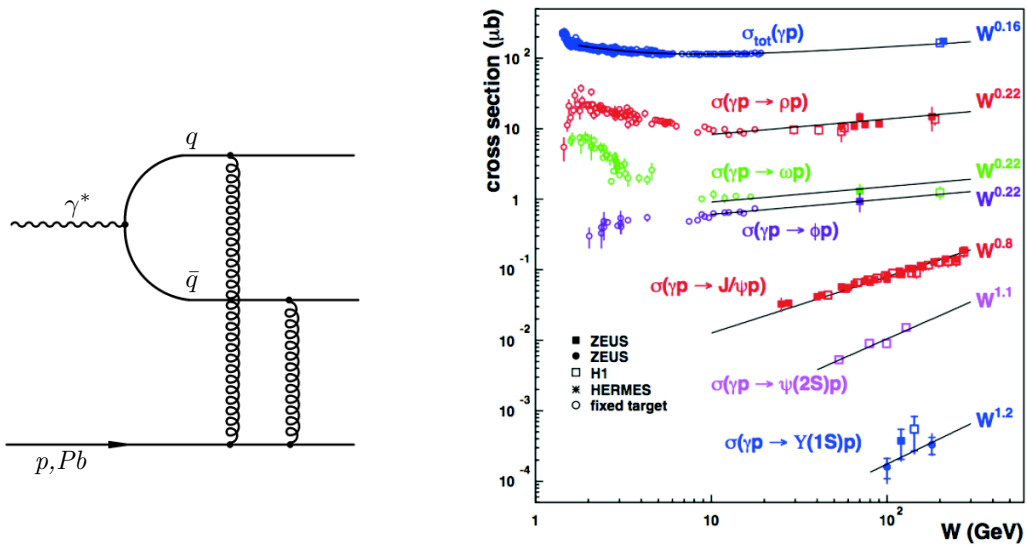 q
γ*
q̄
p, Pb
cross section (μb)
10²
10
1
10⁻¹
10⁻²
10⁻³
10⁻⁴
σtot(γp)
W⁰·¹⁶
σ(γp → ρp)
W⁰·²²
σ(γp → ωp)
W⁰·²²
W⁰·²²
σ(γp → ϕp)
W⁰·⁸
σ(γp → J/ψp)
W¹·¹
ZEUS
ZEUS
H1
HERMES
fixed target
σ(γp → ψ(2S)p)
W¹·²
σ(γp → Υ(1S)p)
1
10
10²
W (GeV)